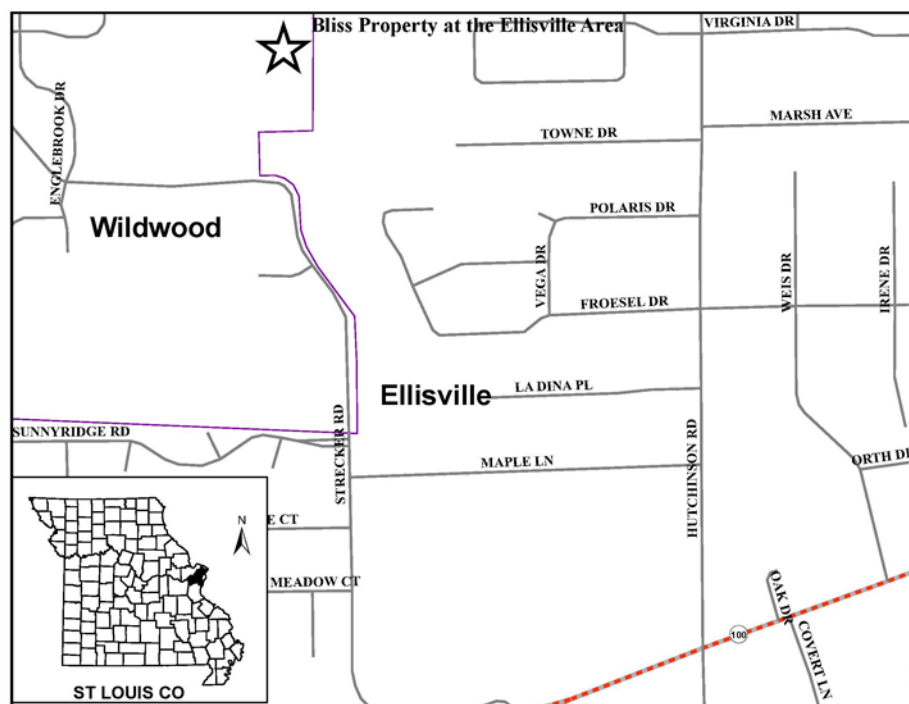 Bliss Property at the Ellisville Area
VIRGINIA DR
ENGLEBROOK DR
MARSH AVE
TOWNE DR
Wildwood
POLARIS DR
VEGA DR
WEIS DR
IRENE DR
FROESEL DR
Ellisville
LA DINA PL
SUNNYRIDGE RD
STRECKER RD
HUTCHINSON RD
MAPLE LN
ORTH DR
N
E CT
MEADOW CT
OAK DR
100
COVERT LN
ST LOUIS CO